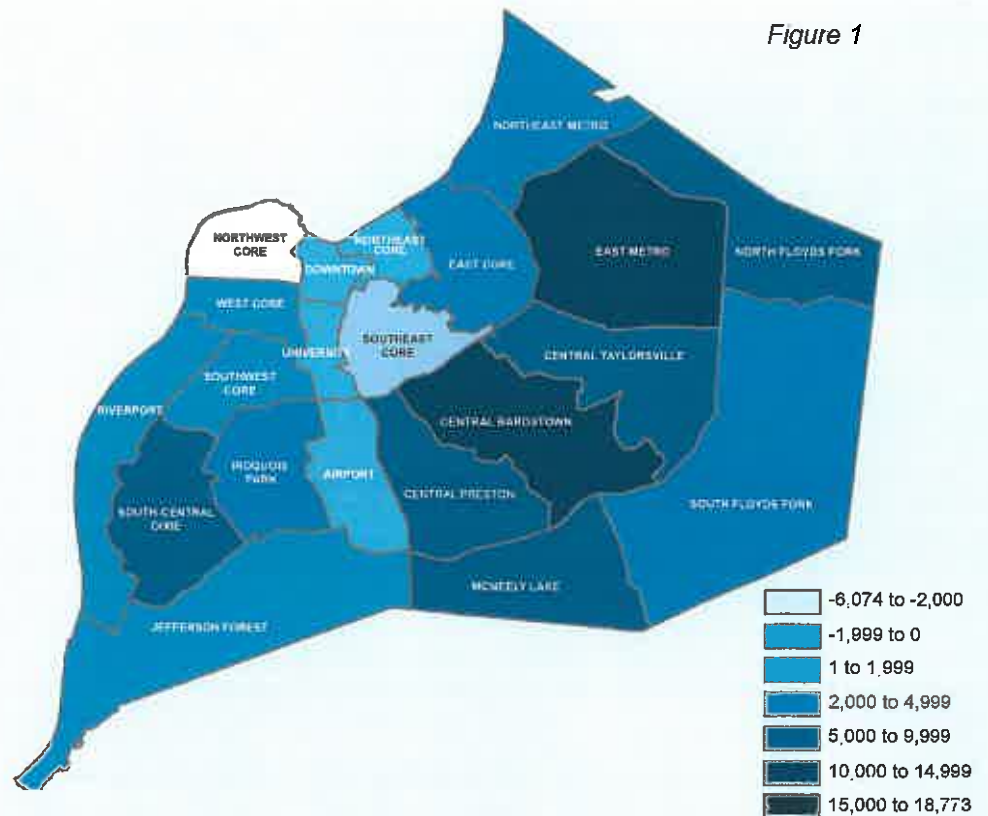 Figure 1
NORTHEAST METRO
NORTHWEST
CORE
NORTHEAST
CORE
EAST METRO
NORTH FLOYDS FORK
EAST CORE
DOWNTOWN
WEST CORE
SOUTHEAST
CORE
UNIVERSITY
CENTRAL TAYLORSVILLE
SOUTHWEST
CORE
RIVERPORT
CENTRAL BARDSTOWN
IROQUOIS
PARK
AIRPORT
CENTRAL PRESTON
SOUTH CENTRAL
DIXIE
SOUTH FLOYDS FORK
MCNEELY LAKE
JEFFERSON FOREST
-6,074 to -2,000
-1,999 to 0
1 to 1,999
2,000 to 4,999
5,000 to 9,999
10,000 to 14,999
15,000 to 18,773